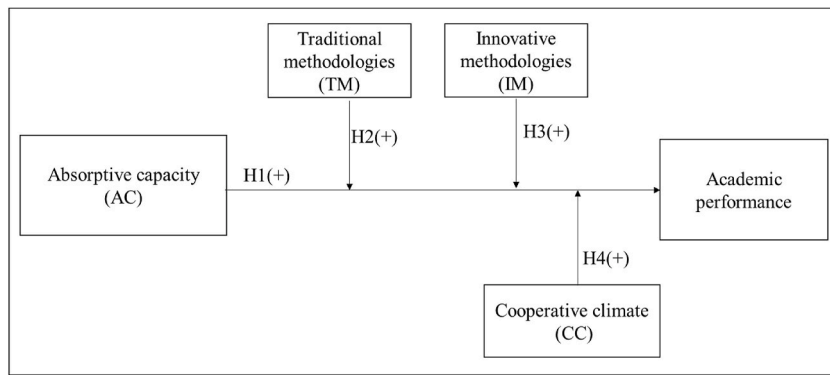 Traditional
methodologies
(TM)
Innovative
methodologies
(IM)
H2(+)
H3(+)
Absorptive capacity
(AC)
H1(+)
Academic
performance
H4(+)
Cooperative climate
(CC)